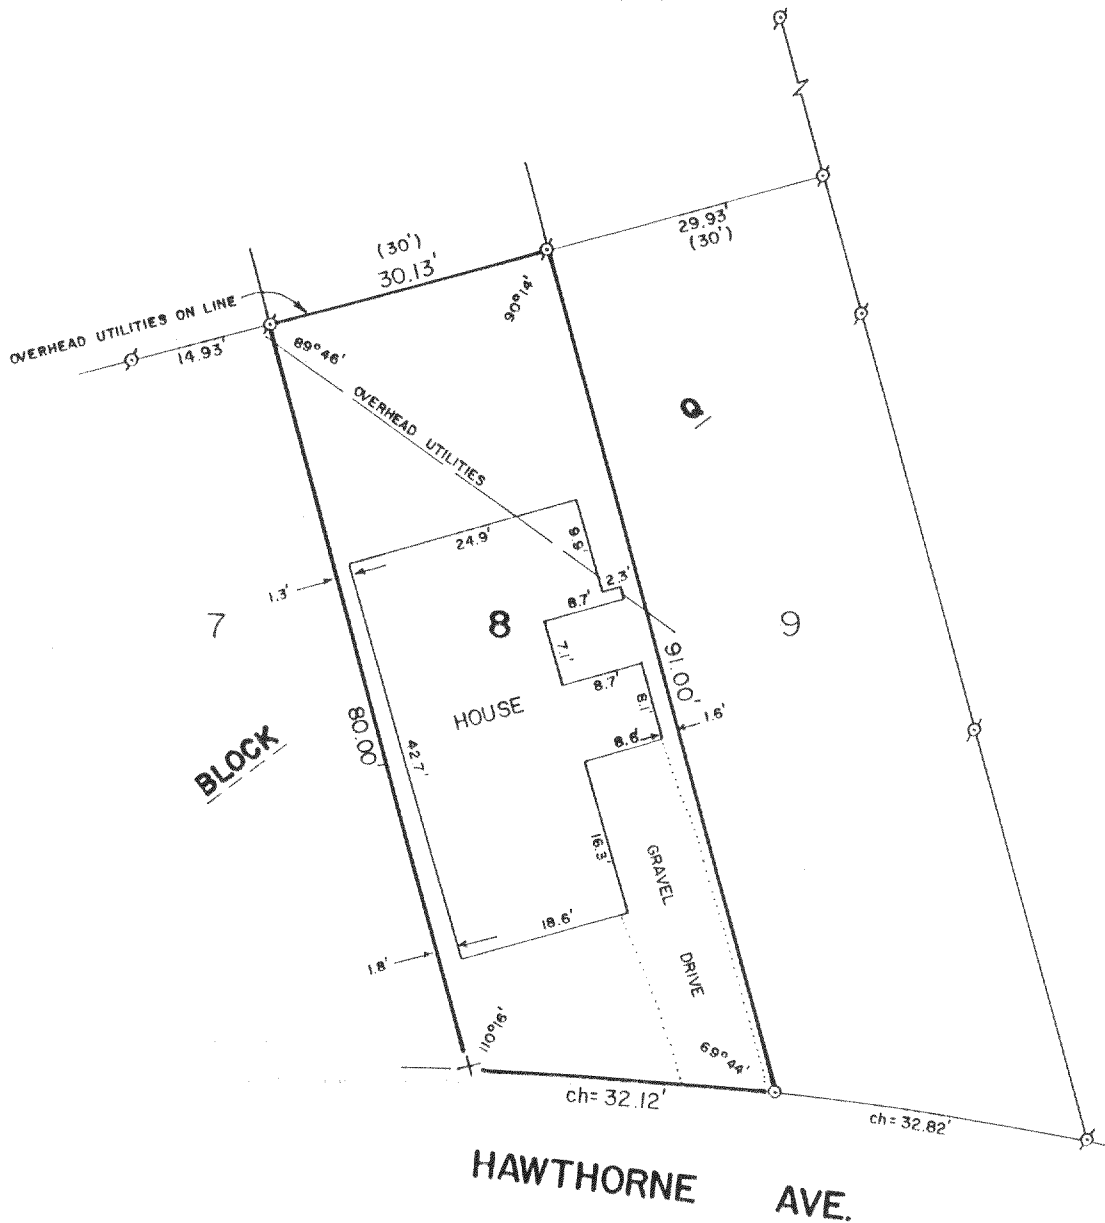 (30')
30.13'
29.93'
(30')
OVERHEAD UTILITIES ON LINE
14.93'
89°46'
90°14'
OVERHEAD UTILITIES
Q
24.9'
9.9'
2.3'
8.7'
1.3'
7
8
9
7.1'
8.7'
8.1'
91.00'
1.6'
HOUSE
8.6'
80.00'
42.7'
BLOCK
16.3'
GRAVEL
DRIVE
18.6'
1.8'
110°16'
69°44'
ch= 32.12'
ch= 32.82'
HAWTHORNE AVE.